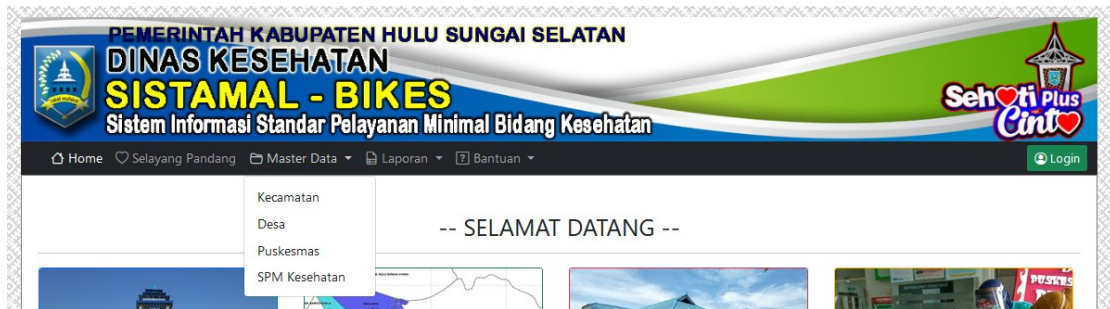 PEMERINTAH KABUPATEN HULU SUNGAI SELATAN
DINAS KESEHATAN
SISTAMAL - BIKES
Sistem Informasi Standar Pelayanan Minimal Bidang Kesehatan
Sehati Plus
Cinta
Home Selayang Pandang Master Data Laporan Bantuan Login
Kecamatan
Desa
Puskesmas
SPM Kesehatan
-- SELAMAT DATANG --
PUSKES